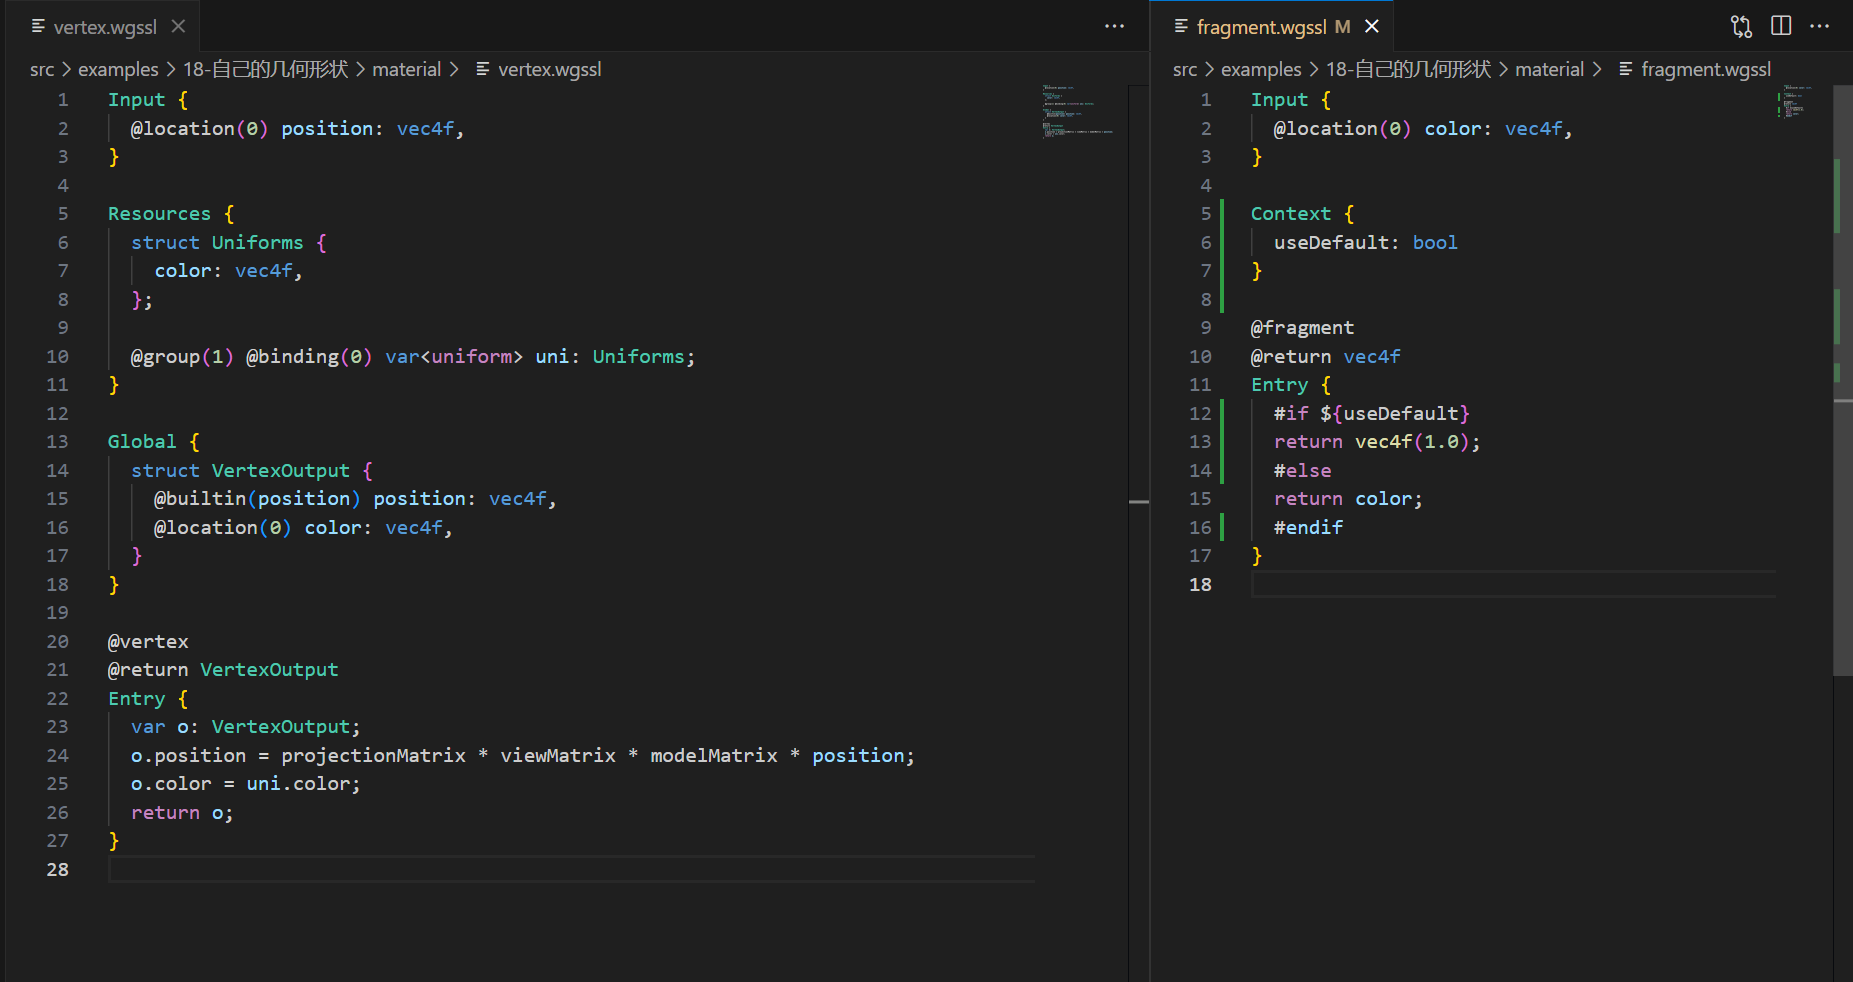 vertex.wgssl
src > examples > 18-自己的几何形状 > material > vertex.wgssl
1 Input {
2 @location(0) position: vec4f,
3 }
4
5 Resources {
6 struct Uniforms {
7 color: vec4f,
8 };
9
10 @group(1) @binding(0) var<uniform> uni: Uniforms;
11 }
12
13 Global {
14 struct VertexOutput {
15 @builtin(position) position: vec4f,
16 @location(0) color: vec4f,
17 }
18 }
19
20 @vertex
21 @return VertexOutput
22 Entry {
23 var o: VertexOutput;
24 o.position = projectionMatrix * viewMatrix * modelMatrix * position;
25 o.color = uni.color;
26 return o;
27 }
28
fragment.wgssl M
src > examples > 18-自己的几何形状 > material > fragment.wgssl
1 Input {
2 @location(0) color: vec4f,
3 }
4
5 Context {
6 useDefault: bool
7 }
8
9 @fragment
10 @return vec4f
11 Entry {
12 #if ${useDefault}
13 return vec4f(1.0);
14 #else
15 return color;
16 #endif
17 }
18